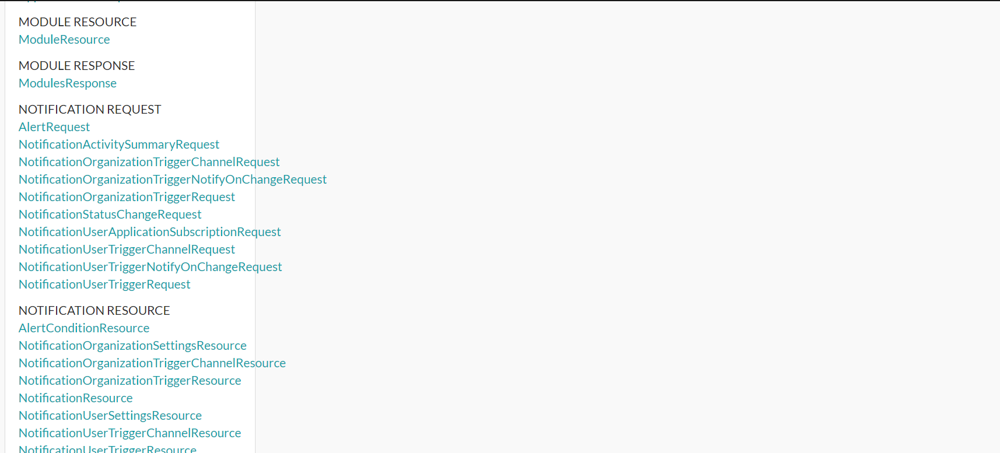 MODULE RESOURCE
ModuleResource
MODULE RESPONSE
ModulesResponse
NOTIFICATION REQUEST
AlertRequest
NotificationActivitySummaryRequest
NotificationOrganizationTriggerChannelRequest
NotificationOrganizationTriggerNotifyOnChangeRequest
NotificationOrganizationTriggerRequest
NotificationStatusChangeRequest
NotificationUserApplicationSubscriptionRequest
NotificationUserTriggerChannelRequest
NotificationUserTriggerNotifyOnChangeRequest
NotificationUserTriggerRequest
NOTIFICATION RESOURCE
AlertConditionResource
NotificationOrganizationSettingsResource
NotificationOrganizationTriggerChannelResource
NotificationOrganizationTriggerResource
NotificationResource
NotificationUserSettingsResource
NotificationUserTriggerChannelResource
NotificationUserTriggerResource